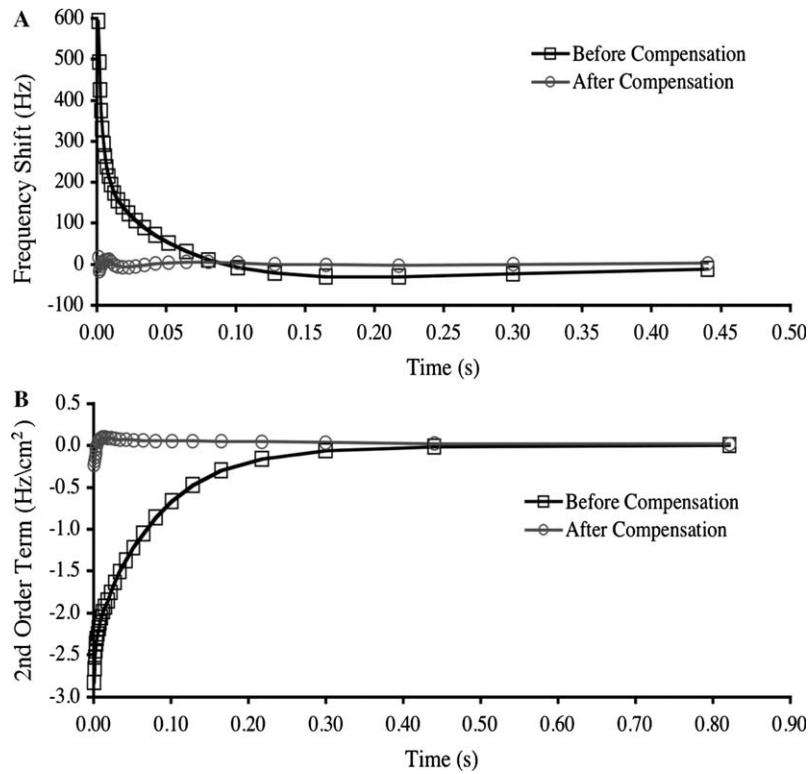 A
600
500
400
300
200
100
0
-100
Frequency Shift (Hz)
Before Compensation
After Compensation
0.00 0.05 0.10 0.15 0.20 0.25 0.30 0.35 0.40 0.45 0.50
Time (s)
B
0.5
0.0
-0.5
-1.0
-1.5
-2.0
-2.5
-3.0
2nd Order Term (Hz\cm²)
Before Compensation
After Compensation
0.00 0.10 0.20 0.30 0.40 0.50 0.60 0.70 0.80 0.90
Time (s)